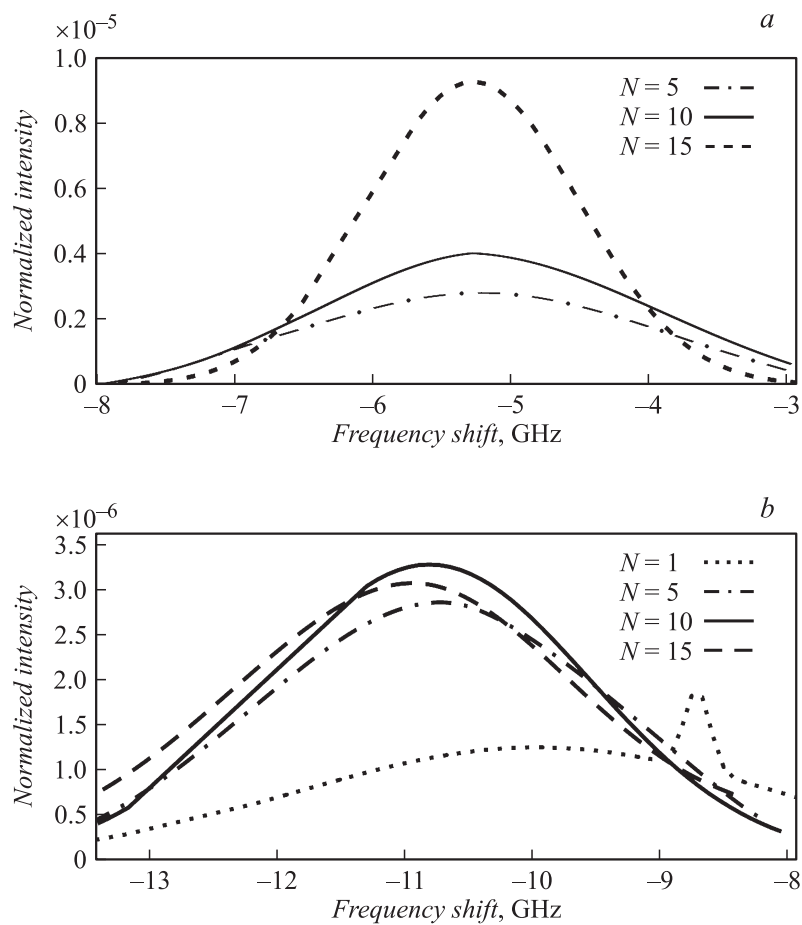 ×10–5
a
1.0
0.8
0.6
0.4
0.2
0
Normalized intensity
N = 5
N = 10
N = 15
–8 –7 –6 –5 –4 –3
Frequency shift, GHz
×10–6
b
3.5
3.0
2.5
2.0
1.5
1.0
0.5
0
Normalized intensity
N = 1
N = 5
N = 10
N = 15
–13 –12 –11 –10 –9 –8
Frequency shift, GHz